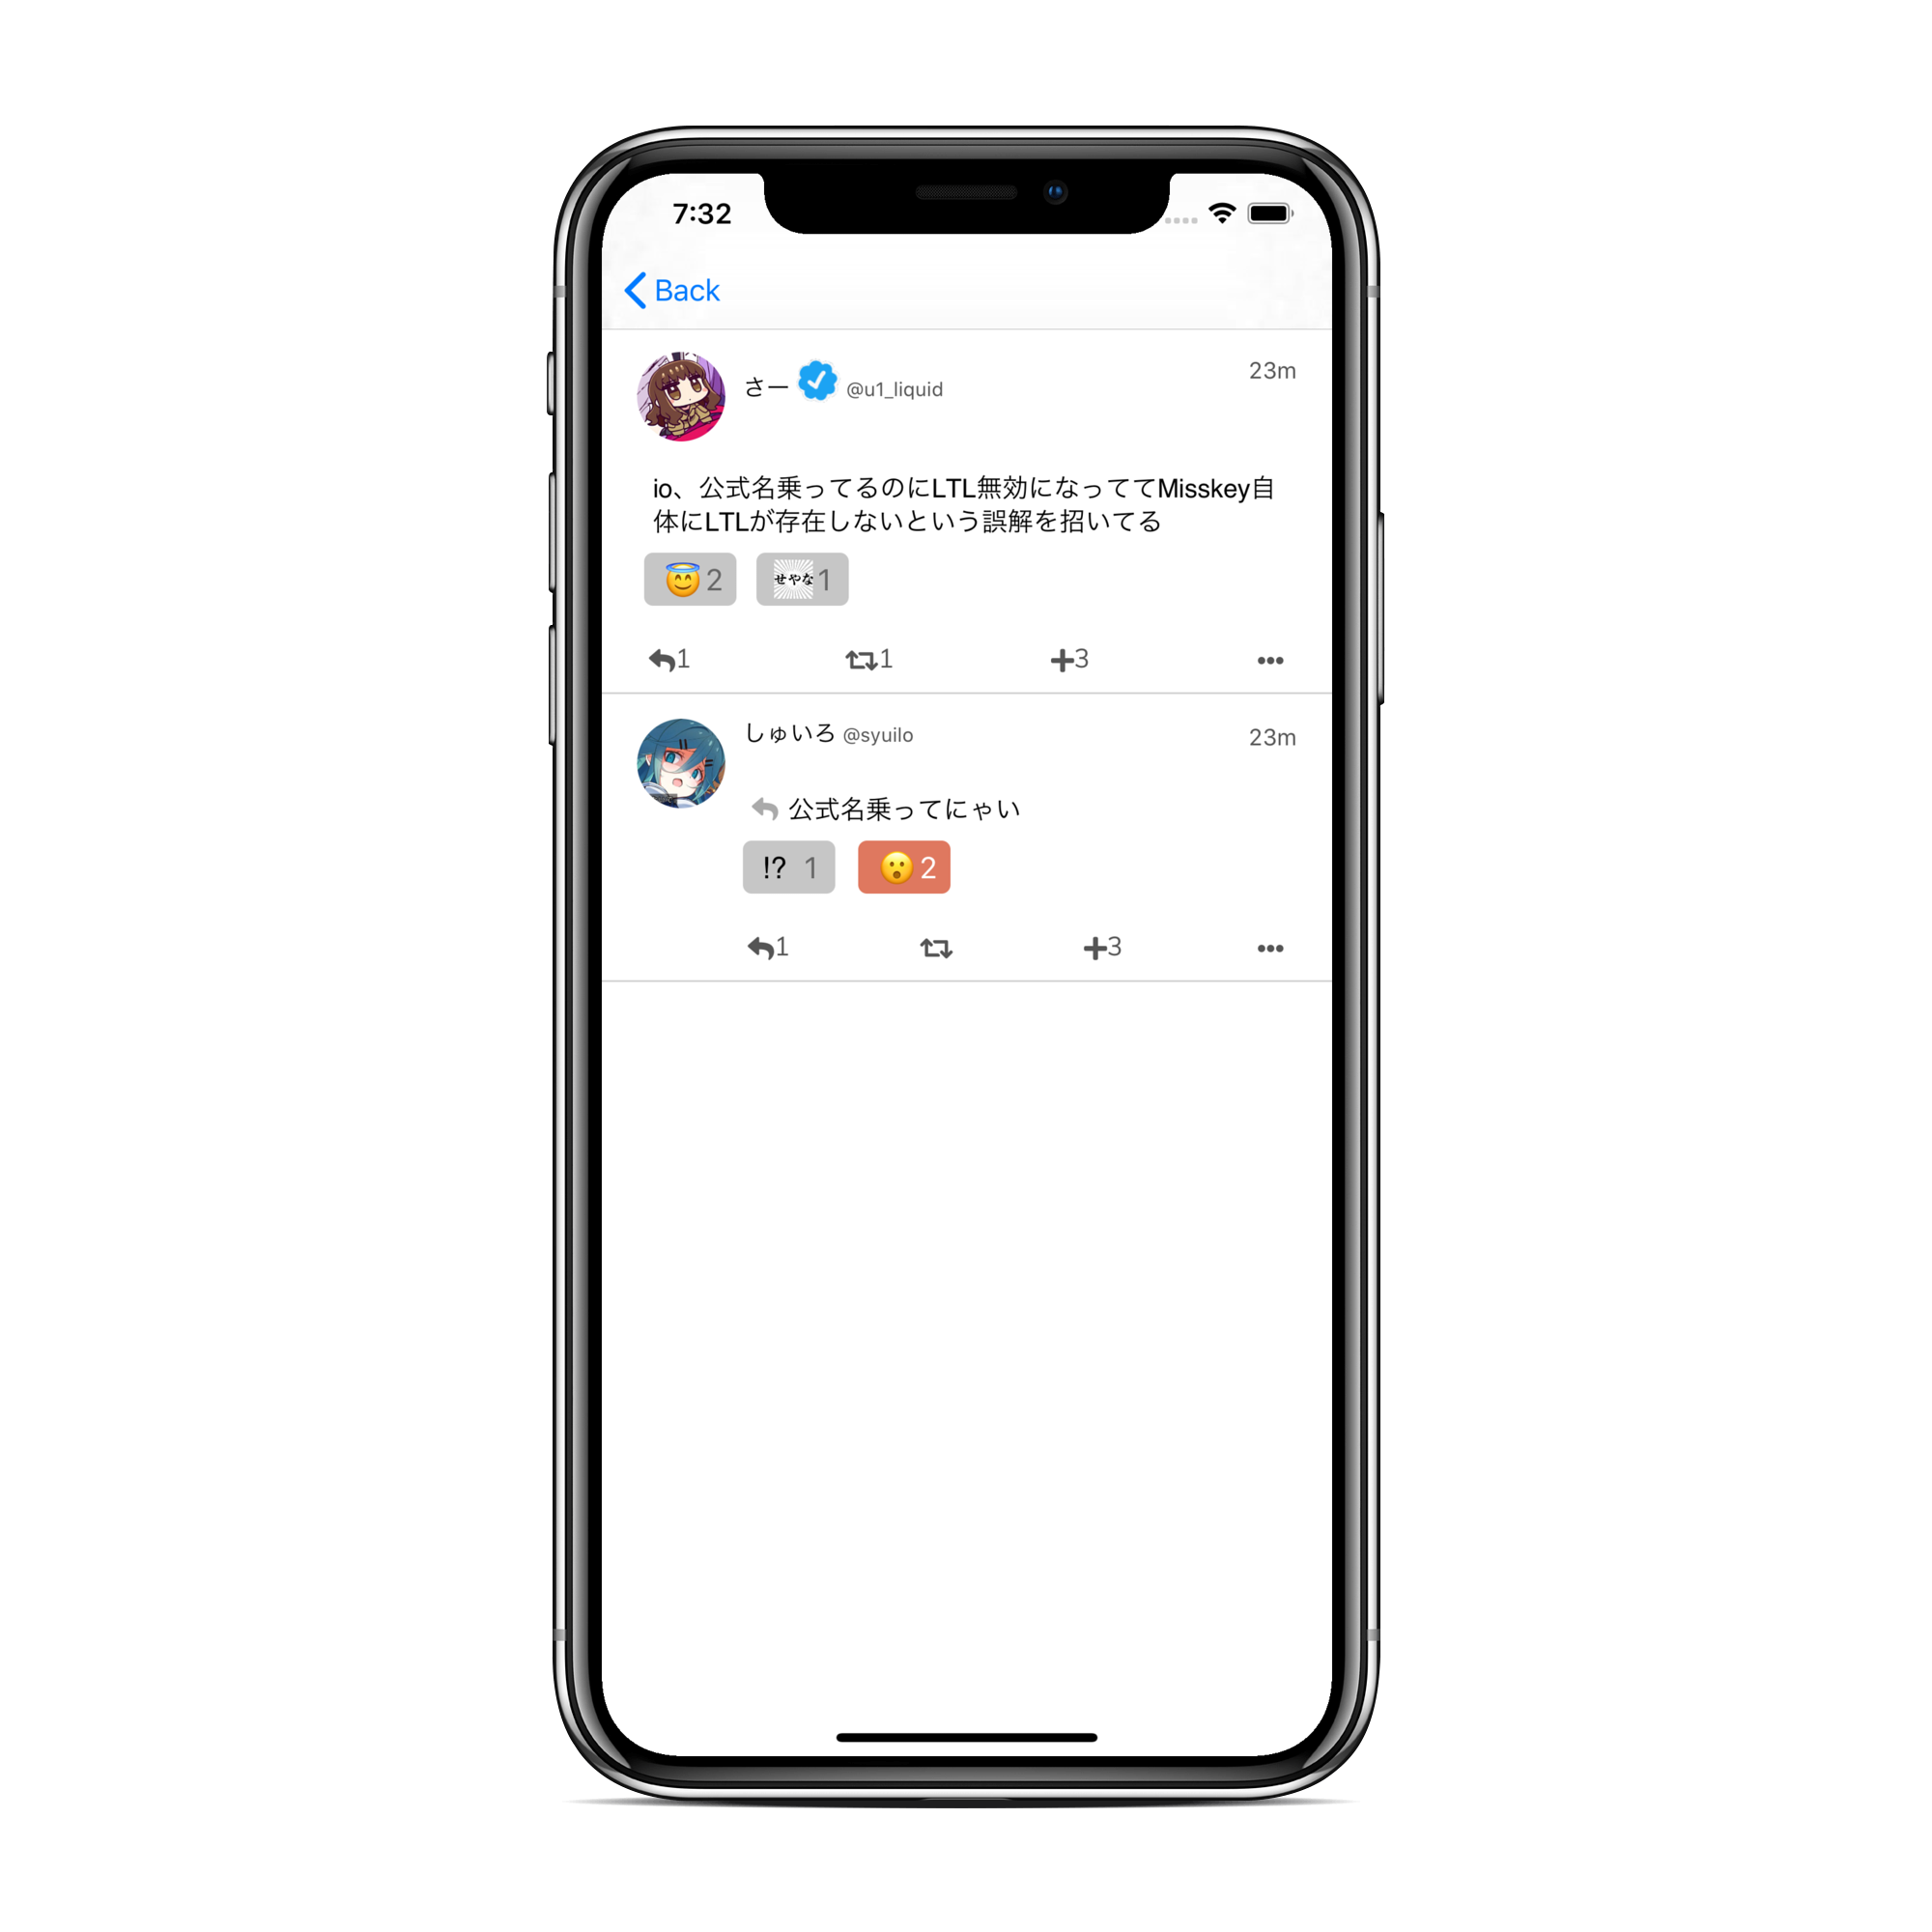 7:32
Back
さー @u1_liquid 23m
io、公式名乗ってるのにLTL無効になっててMisskey自
体にLTLが存在しないという誤解を招いてる
😇 2 せやな 1
1 1 3
しゅいろ @syuilo 23m
公式名乗ってにゃい
!? 1 😮 2
1 3